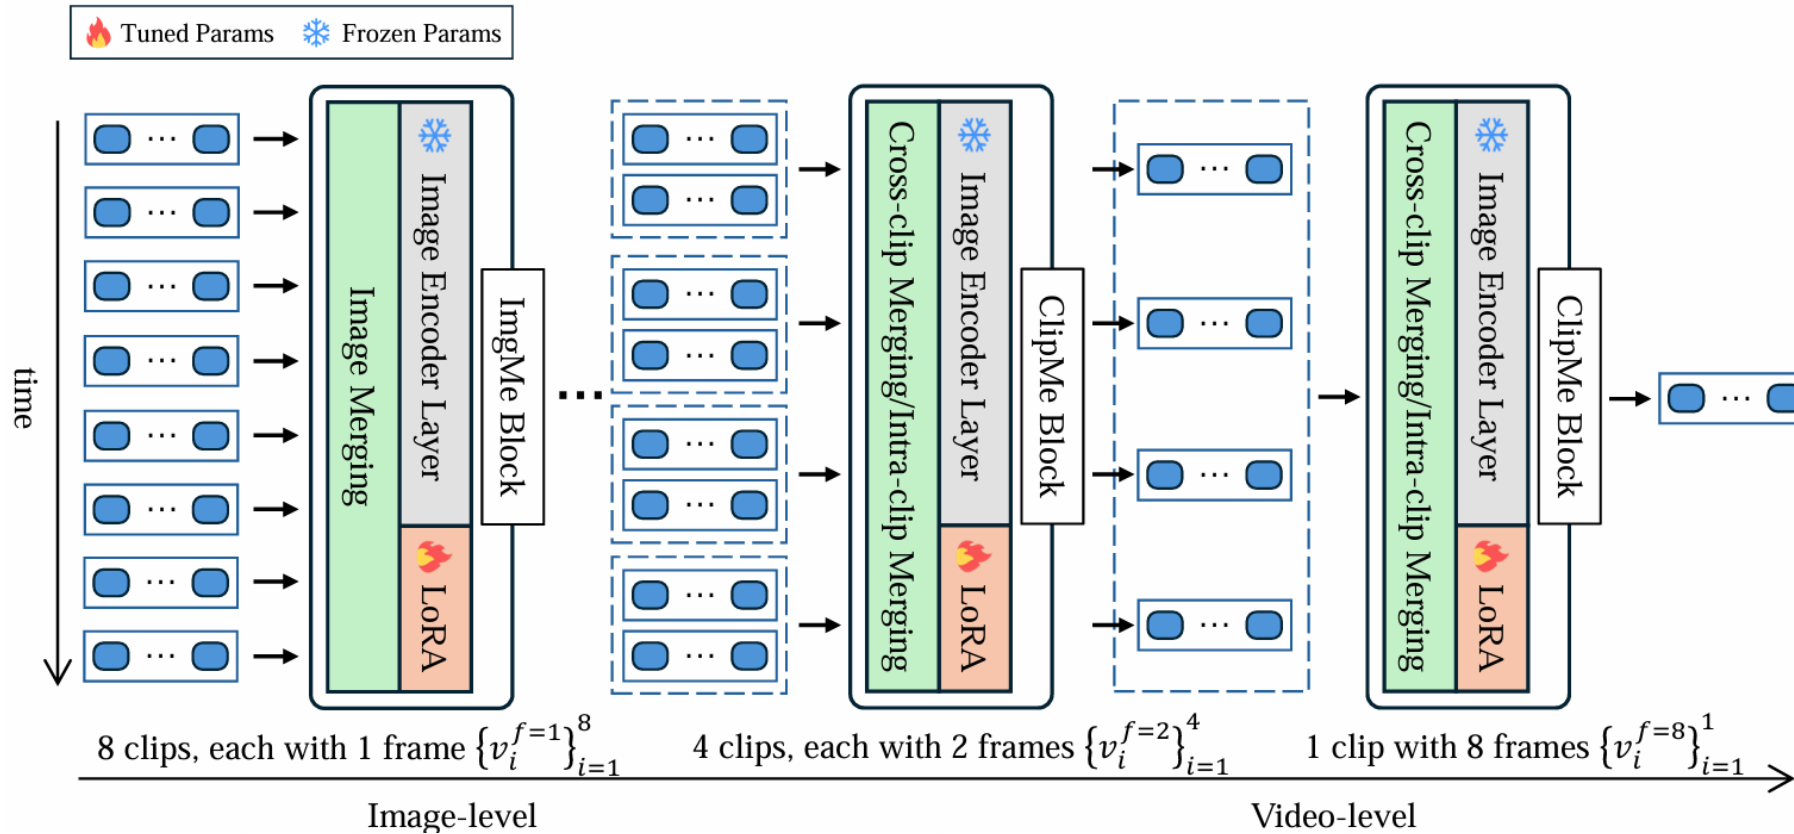 Tuned Params
Frozen Params
time
Image Merging
Image Encoder Layer
LoRA
ImgMe Block
...
Cross-clip Merging/Intra-clip Merging
Image Encoder Layer
LoRA
ClipMe Block
Cross-clip Merging/Intra-clip Merging
Image Encoder Layer
LoRA
ClipMe Block
8 clips, each with 1 frame {v_i^{f=1}}_{i=1}^8
4 clips, each with 2 frames {v_i^{f=2}}_{i=1}^4
1 clip with 8 frames {v_i^{f=8}}_{i=1}^1
Image-level
Video-level